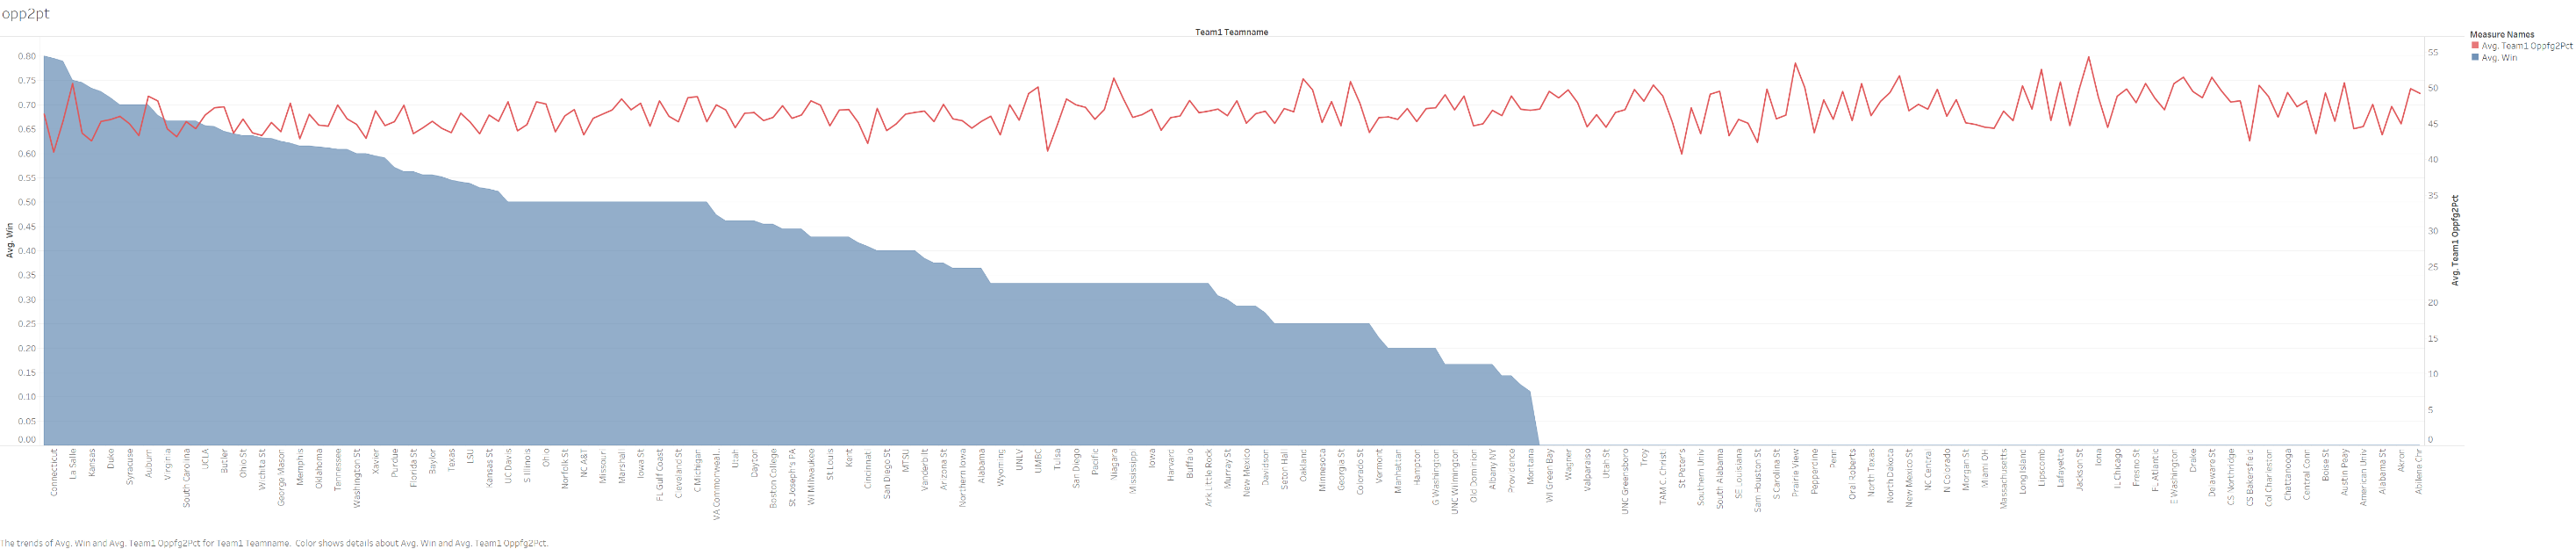 opp2pt
Team1 Teamname
Measure Names
Avg. Team1 Oppfg2Pct
Avg. Win
0.80
0.75
0.70
0.65
0.60
0.55
0.50
0.45
0.40
0.35
0.30
0.25
0.20
0.15
0.10
0.05
0.00
Avg. Win
55
50
45
40
35
30
25
20
15
10
5
0
Avg. Team1 Oppfg2Pct
Connecticut
La Salle
Kansas
Duke
Syracuse
Auburn
Virginia
South Carolina
UCLA
Butler
Ohio St
Wichita St
George Mason
Memphis
Oklahoma
Tennessee
Washington St
Xavier
Purdue
Florida St
Baylor
Texas
LSU
Kansas St
UC Davis
S Illinois
Ohio
Norfolk St
NC A&T
Missouri
Marshall
Iowa St
FL Gulf Coast
Cleveland St
C Michigan
VA Commonweal..
Utah
Dayton
Boston College
St Joseph's PA
WI Milwaukee
St Louis
Kent
Cincinnati
San Diego St
MTSU
Vanderbilt
Arizona St
Northern Iowa
Alabama
Wyoming
UNLV
UMBC
Tulsa
San Diego
Pacific
Niagara
Mississippi
Iowa
Harvard
Buffalo
Ark Little Rock
Murray St
New Mexico
Davidson
Seton Hall
Oakland
Minnesota
Georgia St
Colorado St
Vermont
Manhattan
Hampton
G Washington
UNC Wilmington
Old Dominion
Albany NY
Providence
Montana
WI Green Bay
Wagner
Valparaiso
Utah St
UNC Greensboro
Troy
TAM C. Christ
St Peter's
Southern Univ
South Alabama
SE Louisiana
Sam Houston St
S Carolina St
Prairie View
Pepperdine
Penn
Oral Roberts
North Texas
North Dakota
New Mexico St
NC Central
N Colorado
Morgan St
Miami OH
Massachusetts
Long Island
Lipscomb
Lafayette
Jackson St
Iona
IL Chicago
Fresno St
FL Atlantic
E Washington
Drake
Delaware St
CS Northridge
CS Bakersfield
Col Charleston
Chattanooga
Central Conn
Boise St
Austin Peay
American Univ
Alabama St
Akron
Abilene Chr
The trends of Avg. Win and Avg. Team1 Oppfg2Pct for Team1 Teamname. Color shows details about Avg. Win and Avg. Team1 Oppfg2Pct.